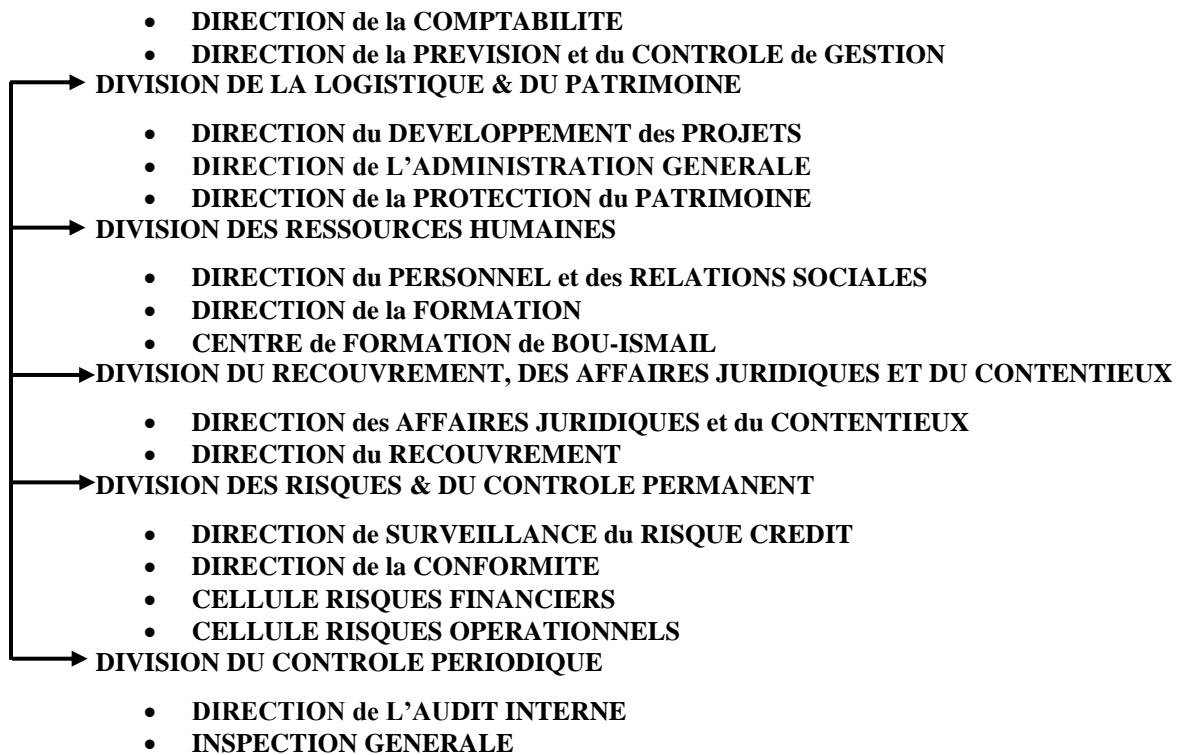 • DIRECTION de la COMPTABILITE
• DIRECTION de la PREVISION et du CONTROLE de GESTION
DIVISION DE LA LOGISTIQUE & DU PATRIMOINE
• DIRECTION du DEVELOPPEMENT des PROJETS
• DIRECTION de L’ADMINISTRATION GENERALE
• DIRECTION de la PROTECTION du PATRIMOINE
DIVISION DES RESSOURCES HUMAINES
• DIRECTION du PERSONNEL et des RELATIONS SOCIALES
• DIRECTION de la FORMATION
• CENTRE de FORMATION de BOU-ISMAIL
DIVISION DU RECOUVREMENT, DES AFFAIRES JURIDIQUES ET DU CONTENTIEUX
• DIRECTION des AFFAIRES JURIDIQUES et du CONTENTIEUX
• DIRECTION du RECOUVREMENT
DIVISION DES RISQUES & DU CONTROLE PERMANENT
• DIRECTION de SURVEILLANCE du RISQUE CREDIT
• DIRECTION de la CONFORMITE
• CELLULE RISQUES FINANCIERS
• CELLULE RISQUES OPERATIONNELS
DIVISION DU CONTROLE PERIODIQUE
• DIRECTION de L’AUDIT INTERNE
• INSPECTION GENERALE